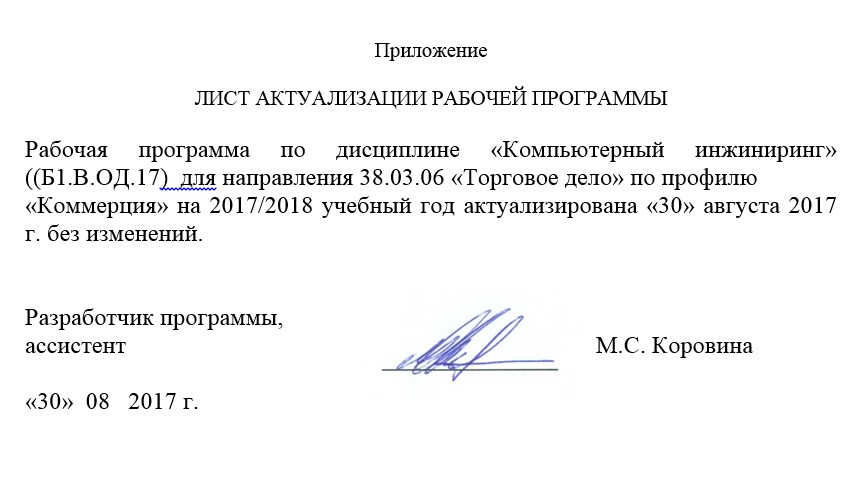 Приложение
ЛИСТ АКТУАЛИЗАЦИИ РАБОЧЕЙ ПРОГРАММЫ
Рабочая программа по дисциплине «Компьютерный инжиниринг»
((Б1.В.ОД.17) для направления 38.03.06 «Торговое дело» по профилю
«Коммерция» на 2017/2018 учебный год актуализирована «30» августа 2017
г. без изменений.
Разработчик программы,
ассистент М.С. Коровина
«30» 08 2017 г.